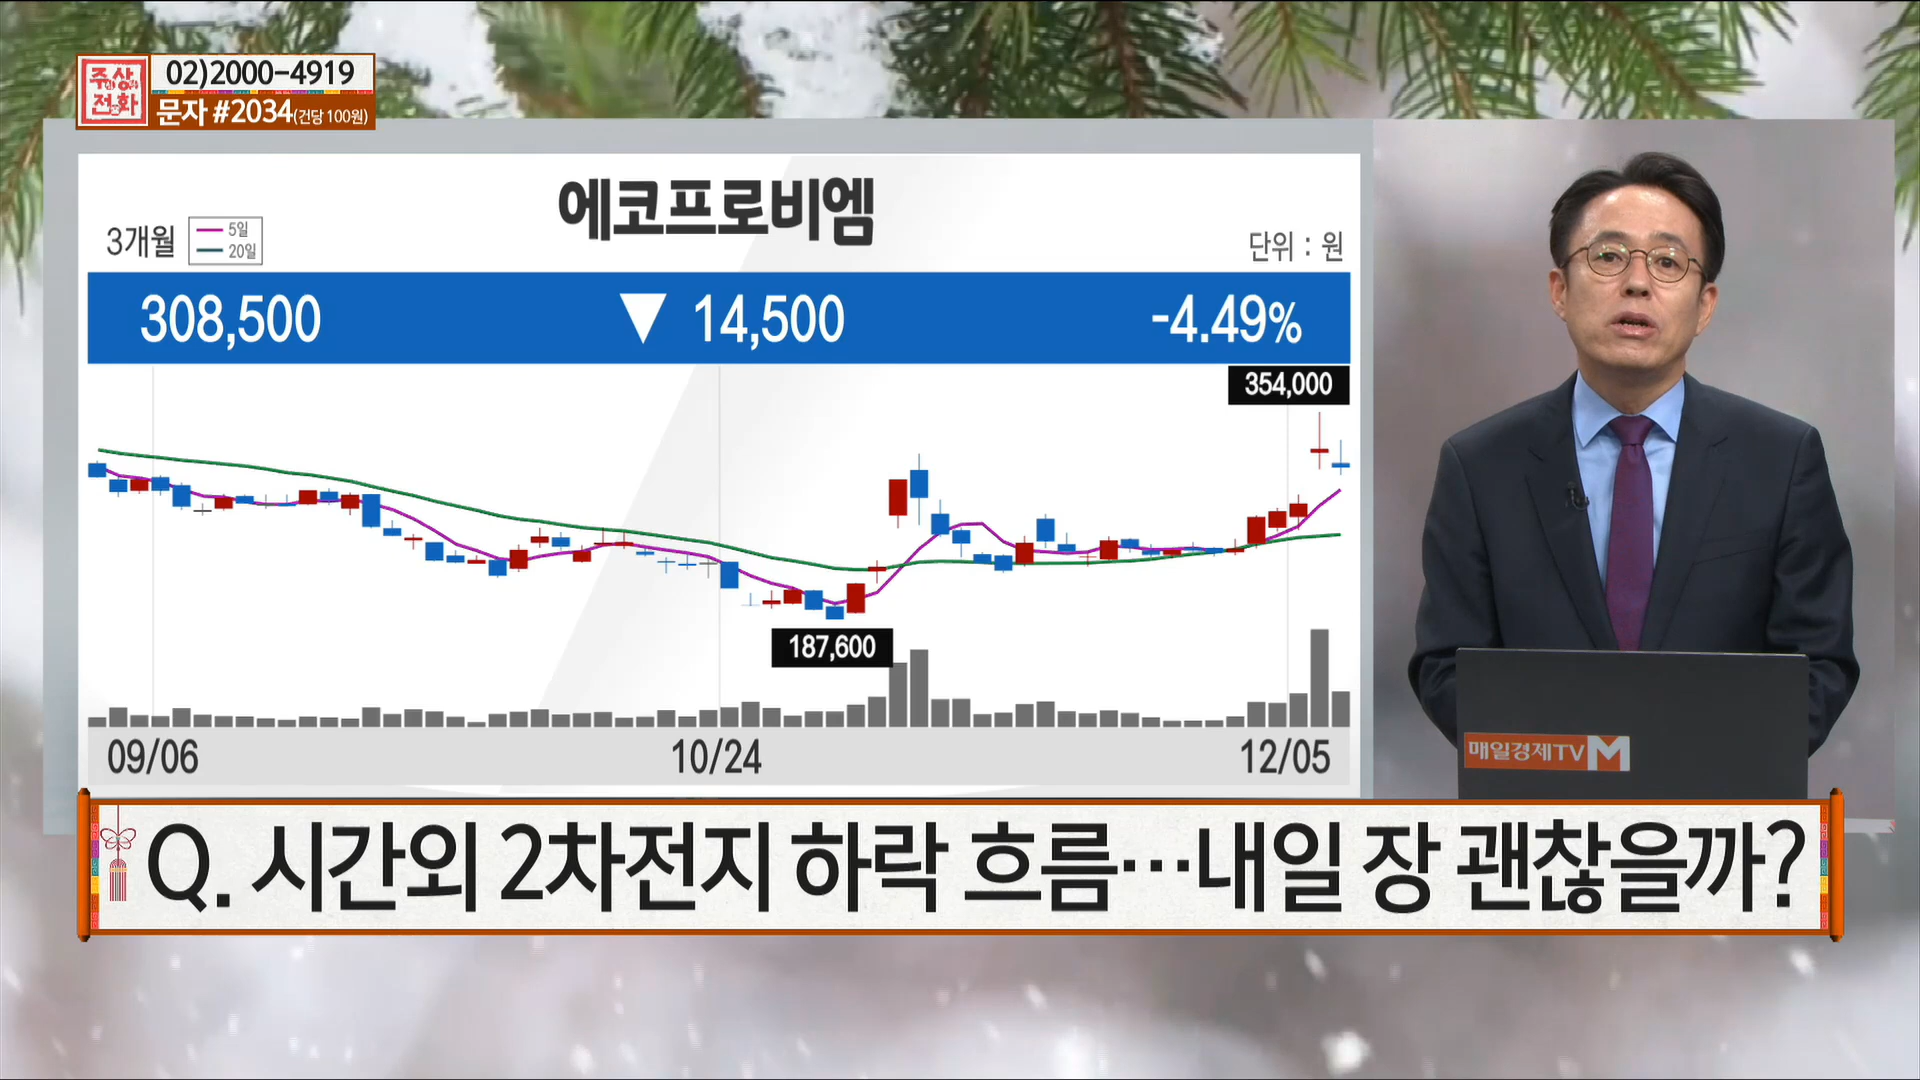 주상전화
02)2000-4919
문자 #2034(건당 100원)
에코프로비엠
3개월
5일
20일
단위 : 원
308,500 ▼ 14,500 -4.49%
354,000
187,600
09/06 10/24 12/05
매일경제TV M
Q. 시간외 2차전지 하락 흐름…내일 장 괜찮을까?